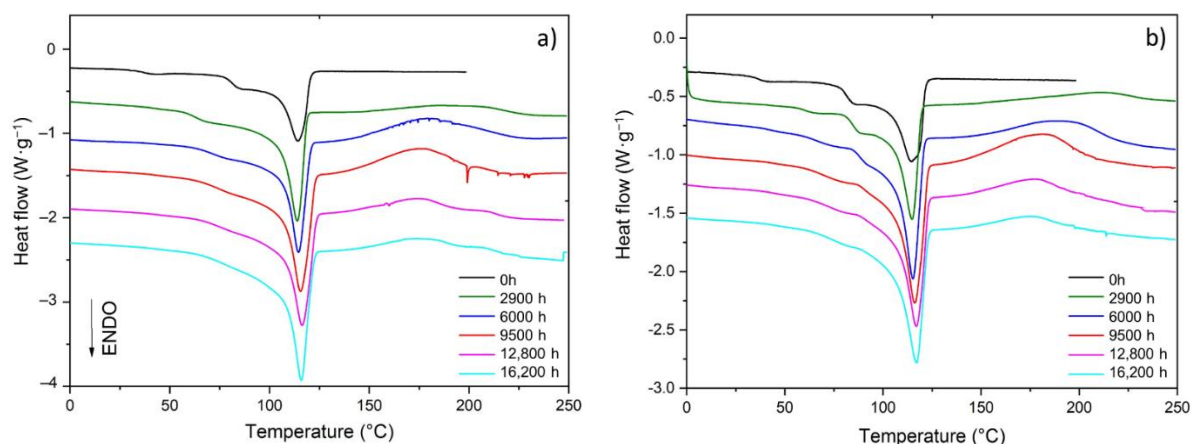 a)
0
−1
−2
−3
−4
Heat flow (W·g⁻¹)
ENDO
0h
2900 h
6000 h
9500 h
12,800 h
16,200 h
0 50 100 150 200 250
Temperature (°C)
b)
0.0
-0.5
-1.0
-1.5
-2.0
-2.5
-3.0
Heat flow (W·g⁻¹)
0h
2900 h
6000 h
9500 h
12,800 h
16,200 h
0 50 100 150 200 250
Temperature (°C)